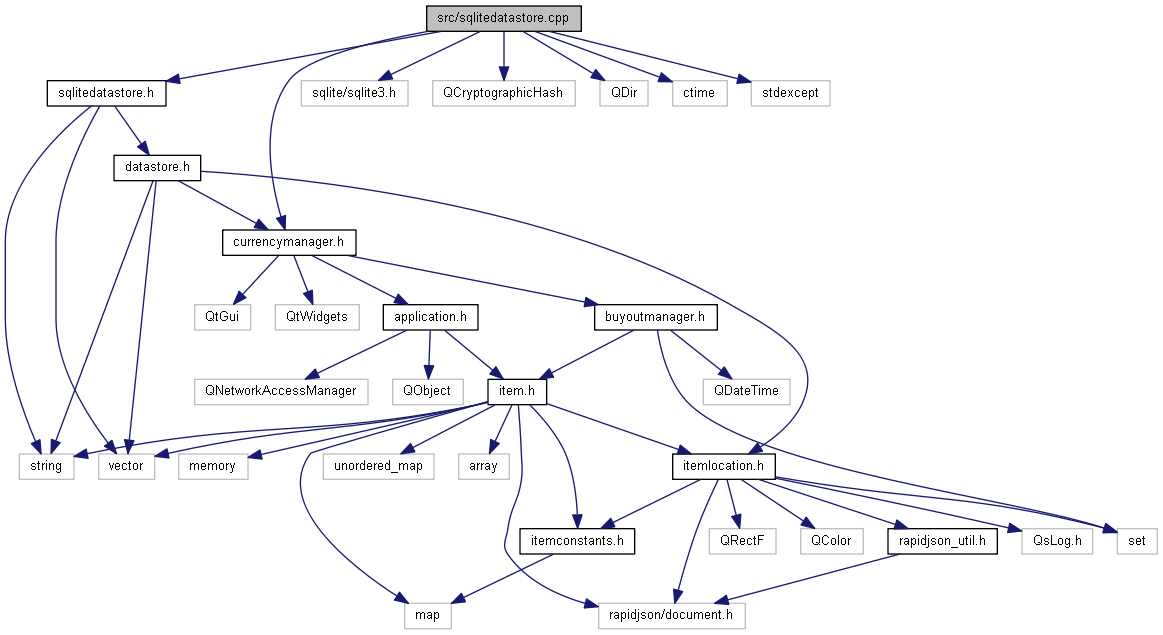 src/sqlitedatastore.cpp
sqlitedatastore.h
sqlite/sqlite3.h
QCryptographicHash
QDir
ctime
stdexcept
datastore.h
currencymanager.h
QtGui
QtWidgets
application.h
buyoutmanager.h
QNetworkAccessManager
QObject
item.h
QDateTime
string
vector
memory
unordered_map
array
itemlocation.h
itemconstants.h
QRectF
QColor
rapidjson_util.h
QsLog.h
set
map
rapidjson/document.h